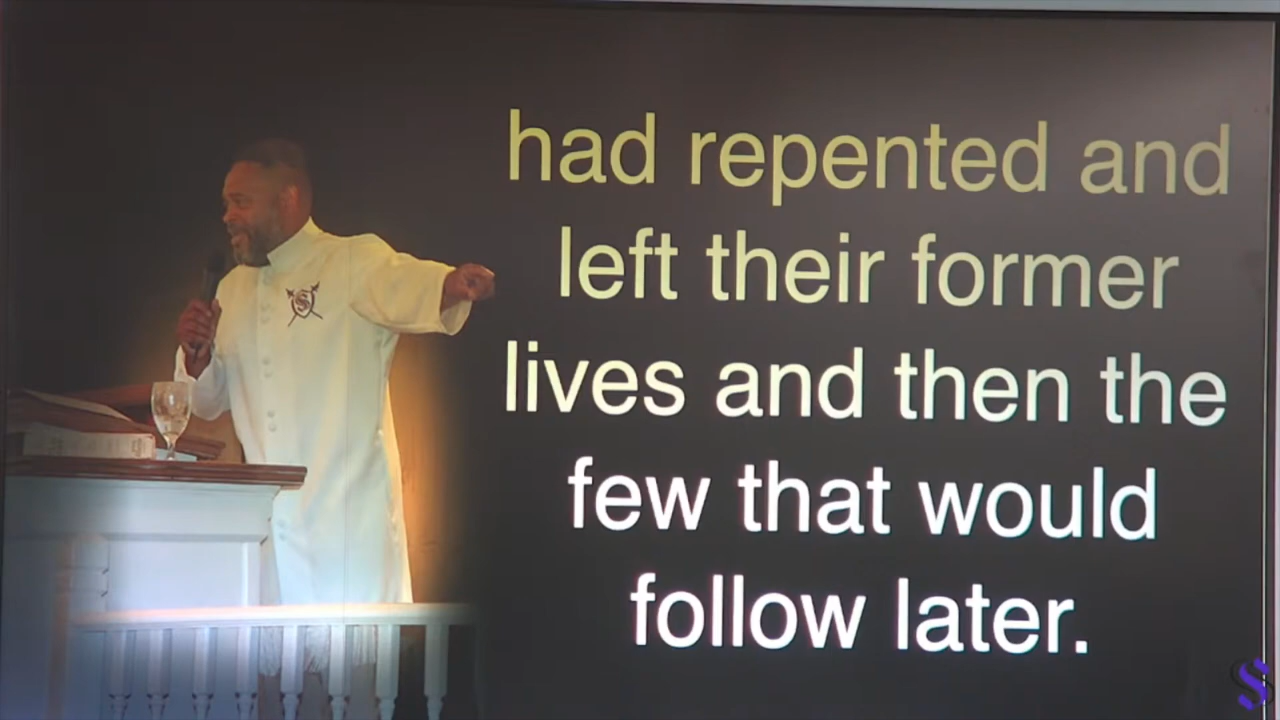 had repented and
left their former
lives and then the
few that would
follow later.
S
S